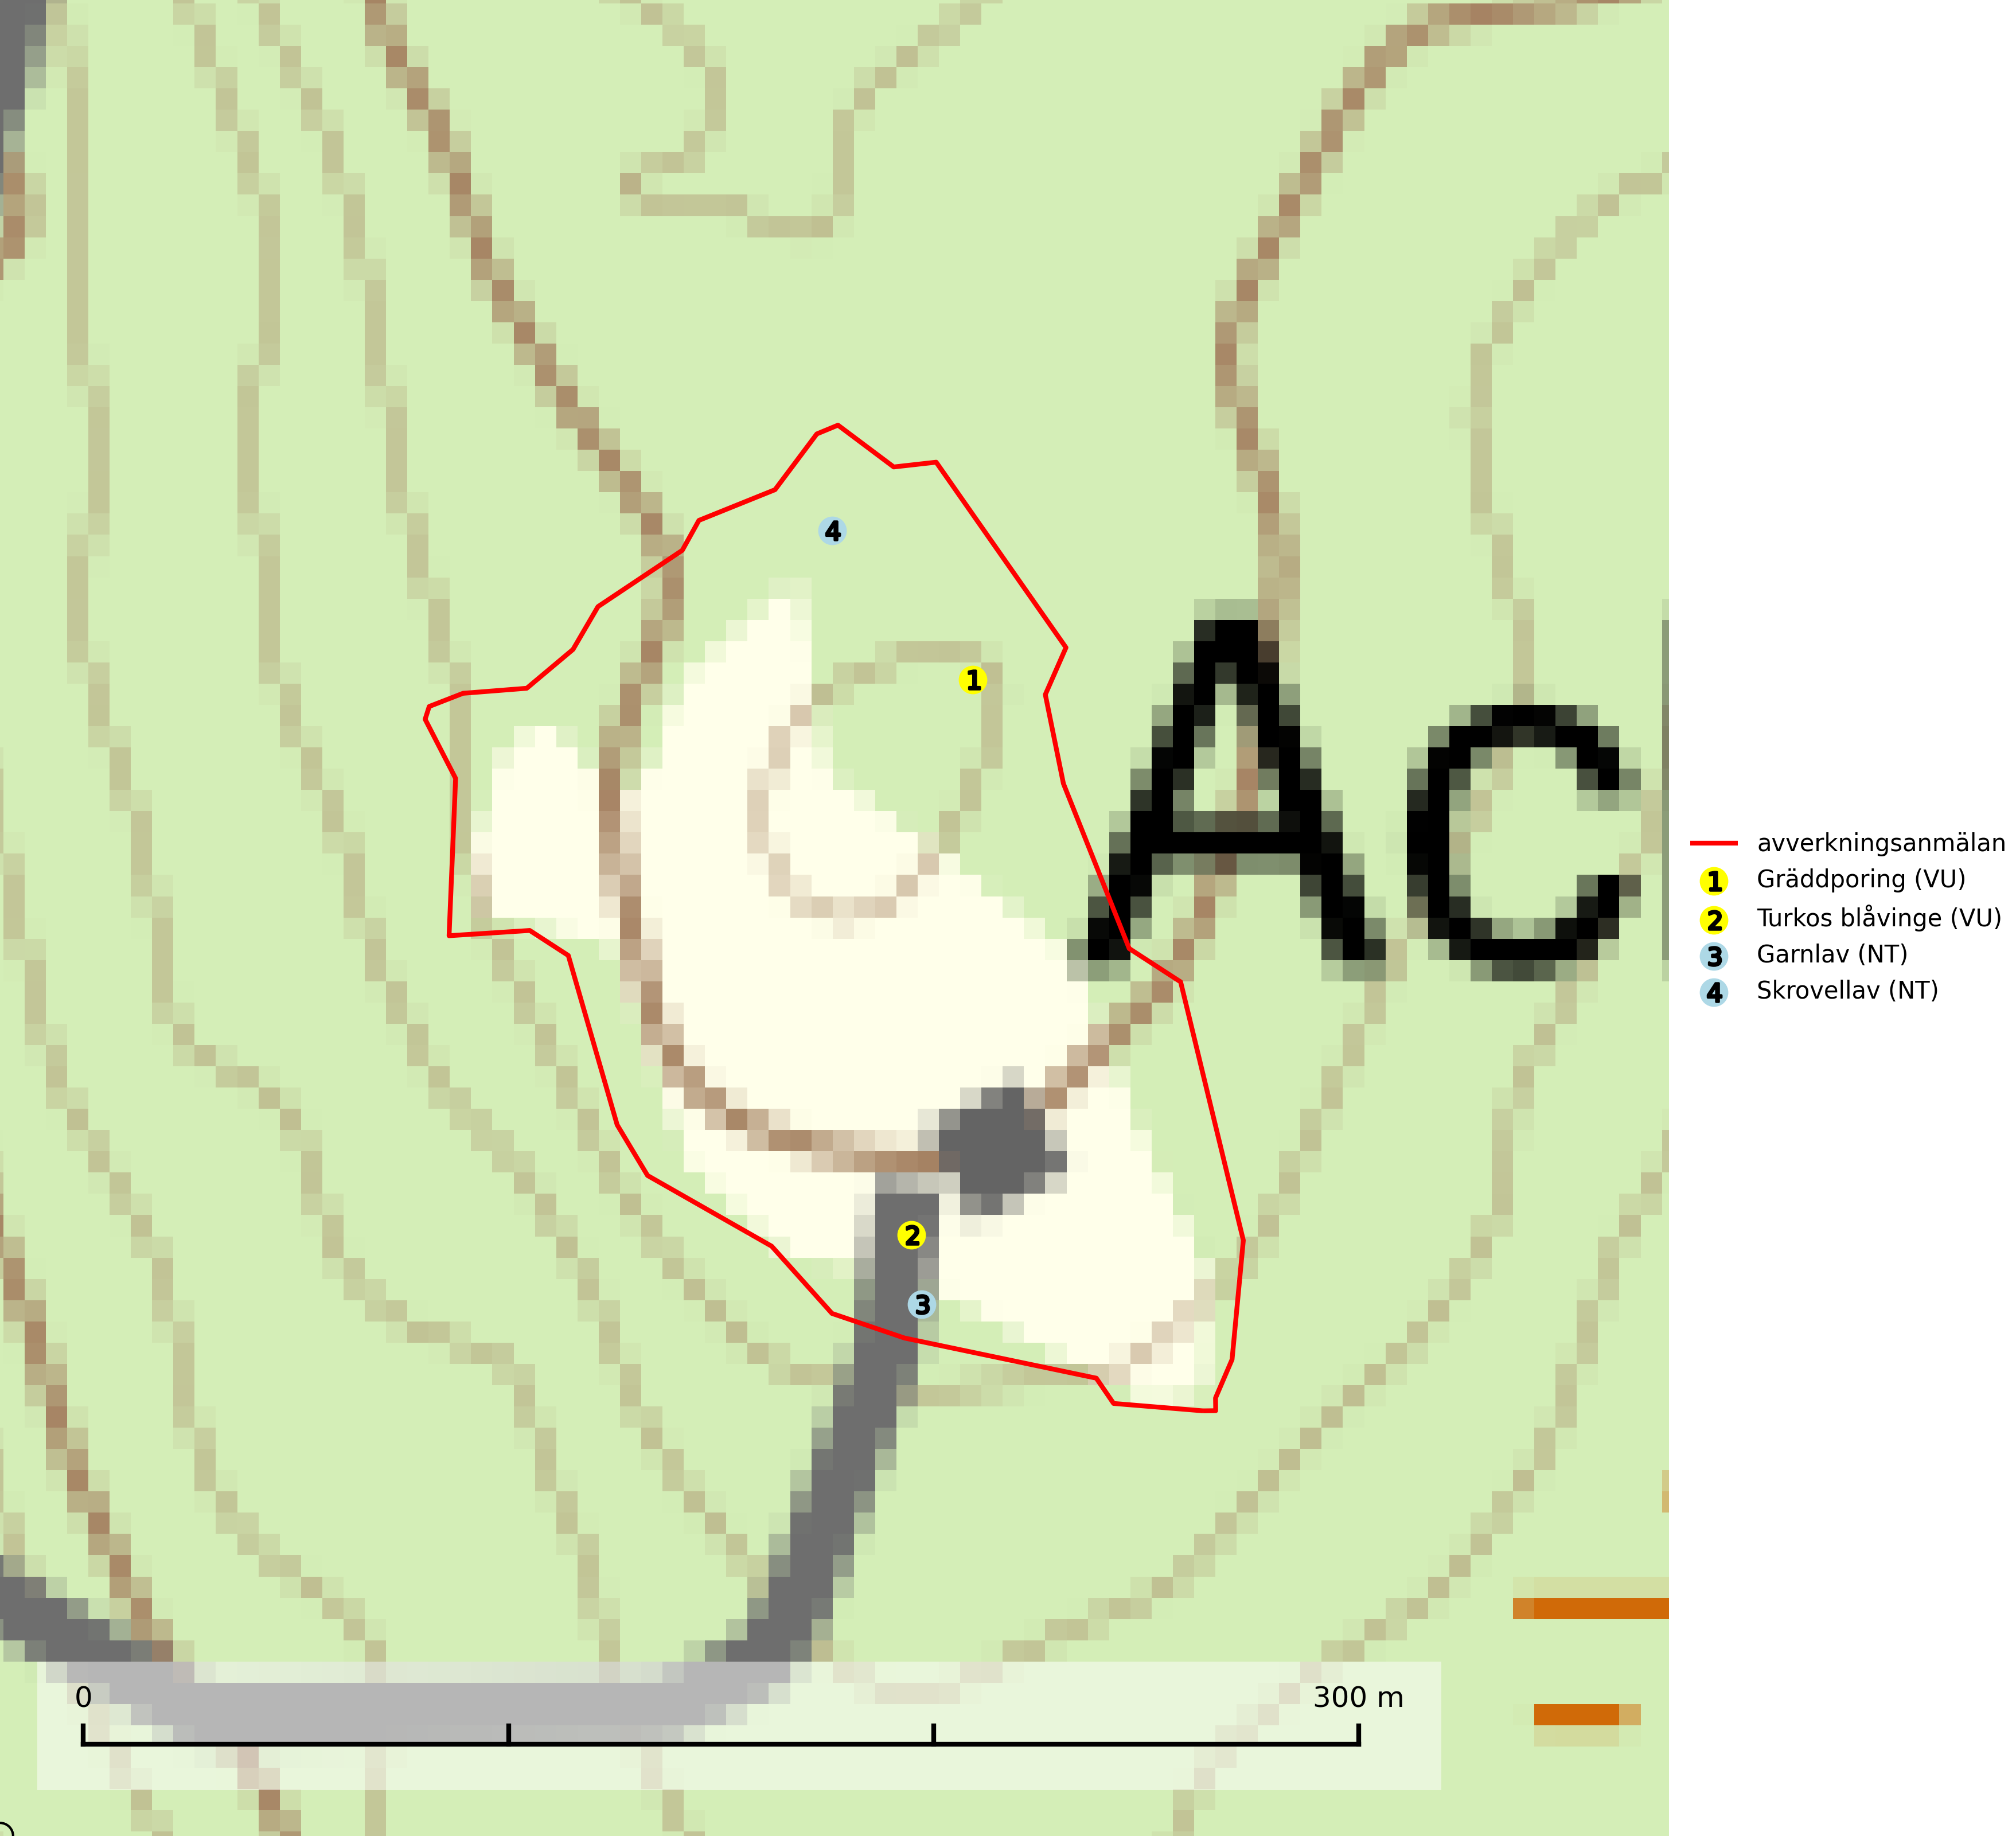 4
1
AC
2
3
avverkningsanmälan
1 Gräddporing (VU)
2 Turkos blåvinge (VU)
3 Garnlav (NT)
4 Skrovellav (NT)
0 300 m